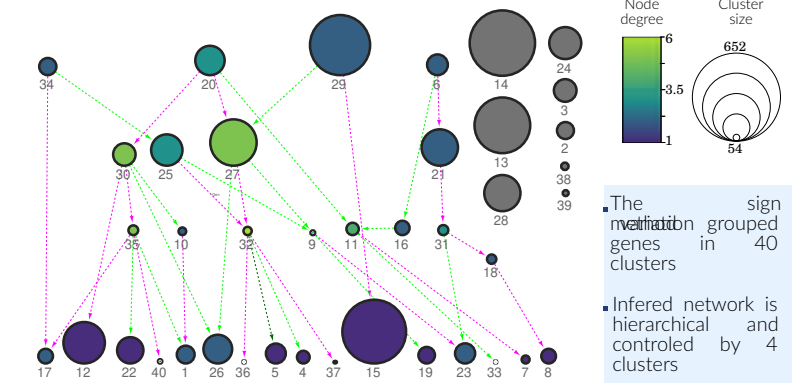 Node Cluster
degree size
6
3.5
1
652
54
34 20 29 6 14 24
3
30 25 27 21 13 2
38
28 39
35 10 32 9 11 16 31
18
17 12 22 40 1 26 36 5 4 37 15 19 23 33 7 8
The sign
method variation grouped
genes in 40
clusters
Infered network is
hierarchical and
controled by 4
clusters